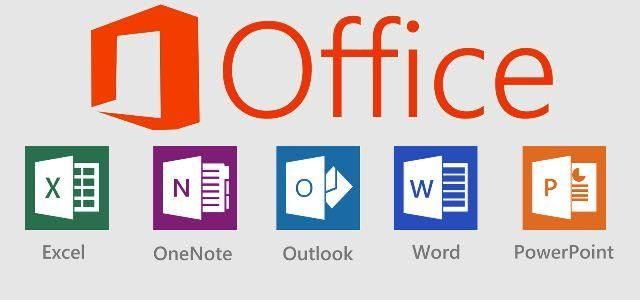 Office
X
N
O
W
P
Excel
OneNote
Outlook
Word
PowerPoint